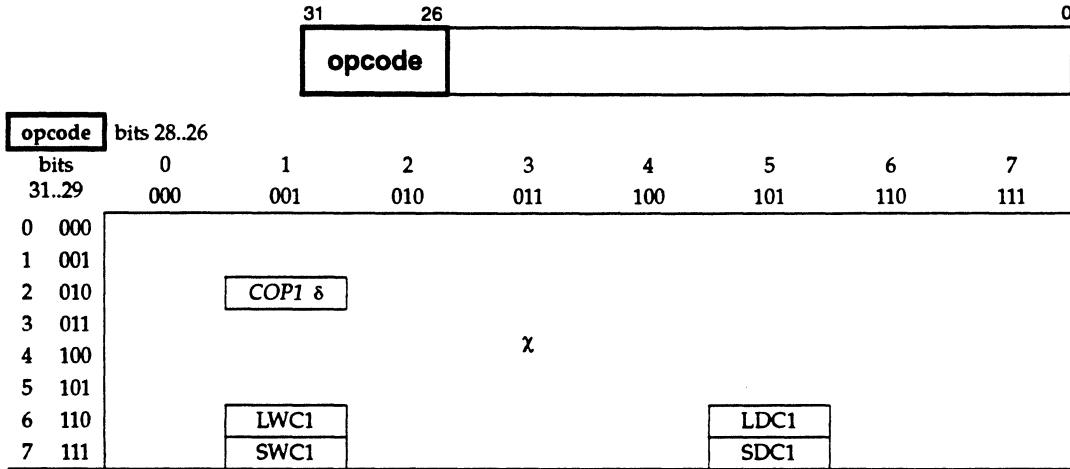 31 26 0
opcode
opcode bits 28..26
bits 0 1 2 3 4 5 6 7
31..29 000 001 010 011 100 101 110 111
0 000
1 001
2 010 COP1 δ
3 011
χ
4 100
5 101
6 110 LWC1 LDC1
7 111 SWC1 SDC1